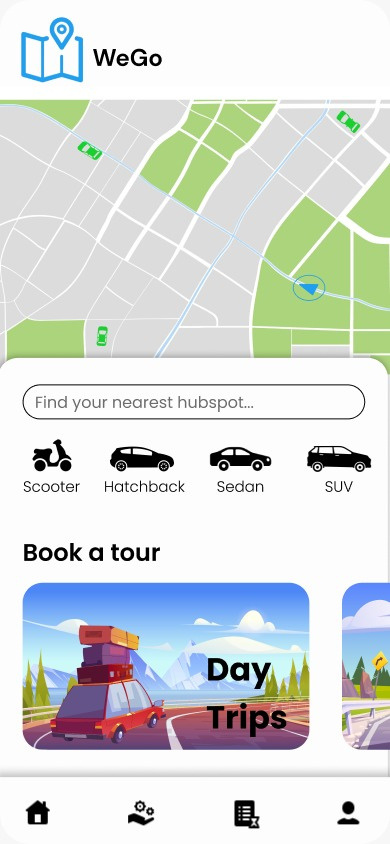 WeGo
Find your nearest hubspot...
Scooter
Hatchback
Sedan
SUV
Book a tour
Day
Trips